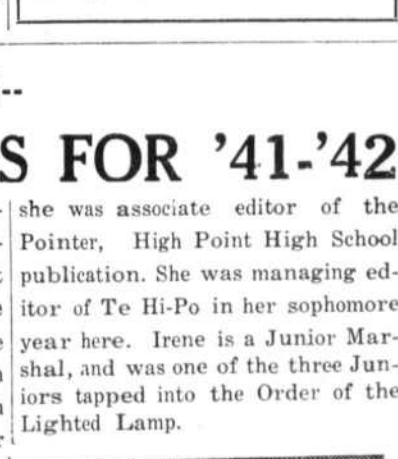 S FOR '41-'42
she was associate editor of the
Pointer, High Point High School
publication. She was managing ed-
itor of Te Hi-Po in her sophomore
year here. Irene is a Junior Mar-
shal, and was one of the three Jun-
iors tapped into the Order of the
Lighted Lamp.